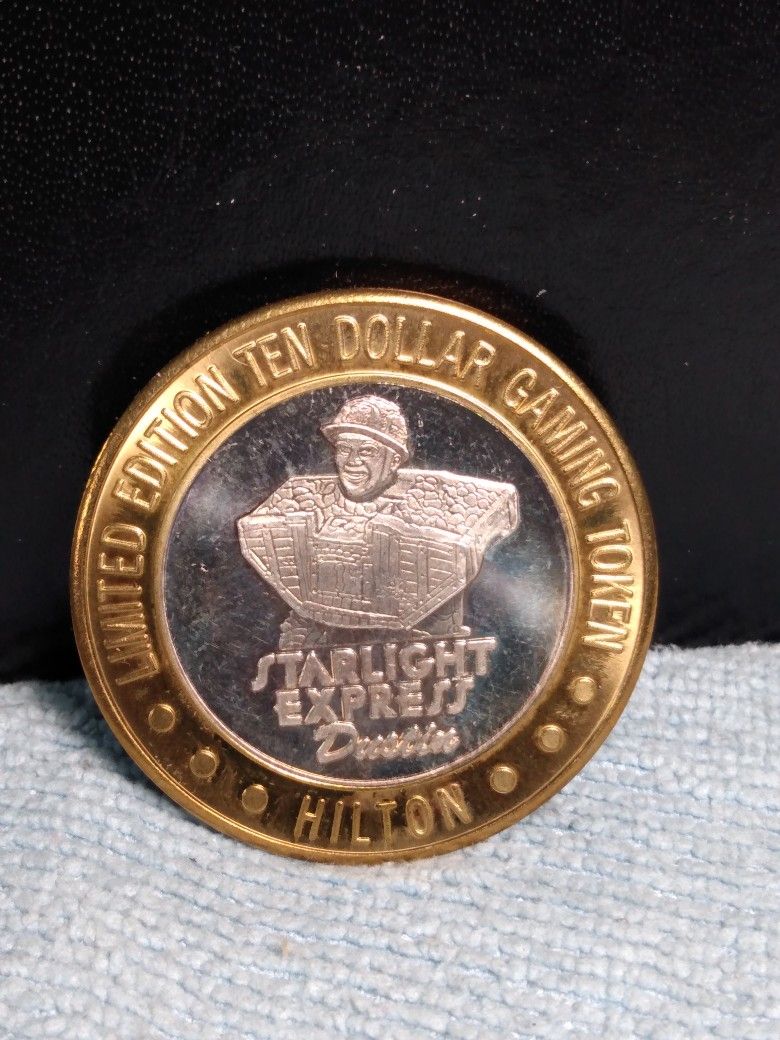 LIMITED EDITION TEN DOLLAR GAMING TOKEN
STARLIGHT
EXPRESS
Dustin
HILTON